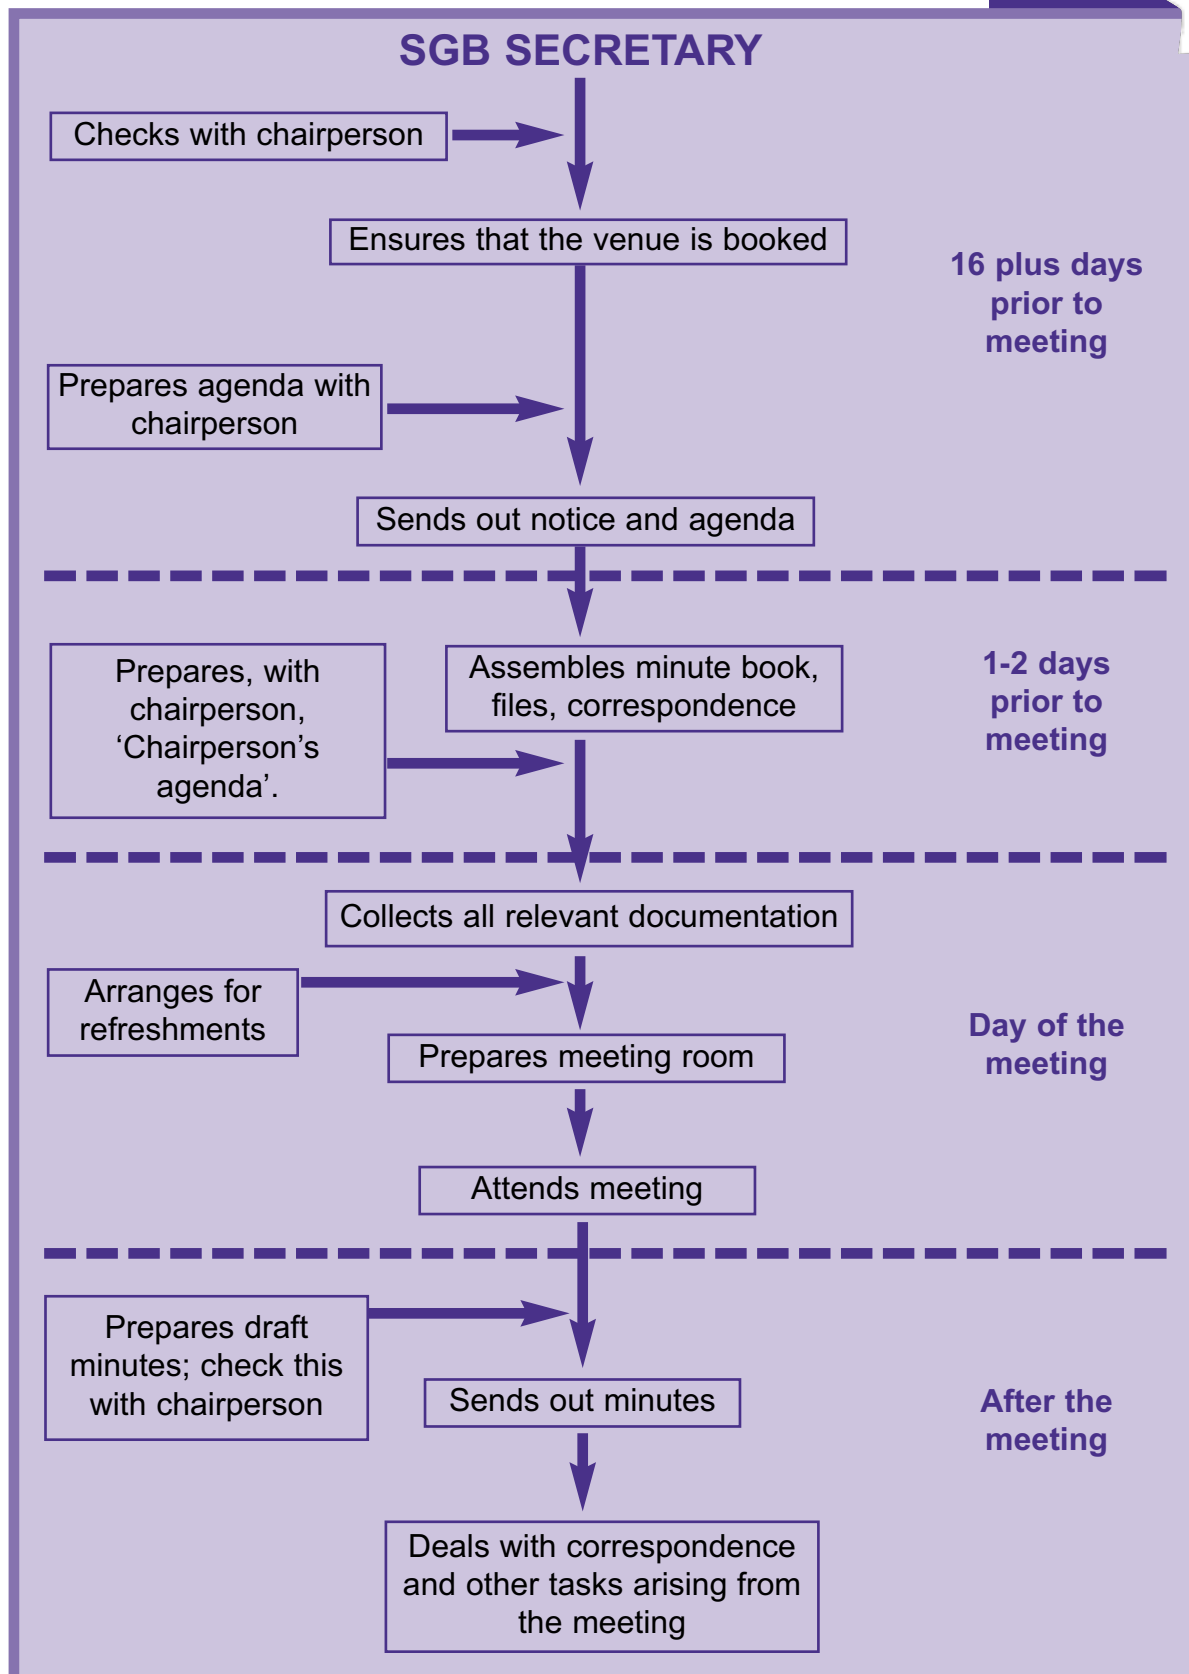 SGB SECRETARY
Checks with chairperson
Ensures that the venue is booked
16 plus days
prior to
meeting
Prepares agenda with
chairperson
Sends out notice and agenda
Prepares, with
chairperson,
‘Chairperson’s
agenda’.
Assembles minute book,
files, correspondence
1-2 days
prior to
meeting
Collects all relevant documentation
Arranges for
refreshments
Prepares meeting room
Day of the
meeting
Attends meeting
Prepares draft
minutes; check this
with chairperson
Sends out minutes
After the
meeting
Deals with correspondence
and other tasks arising from
the meeting